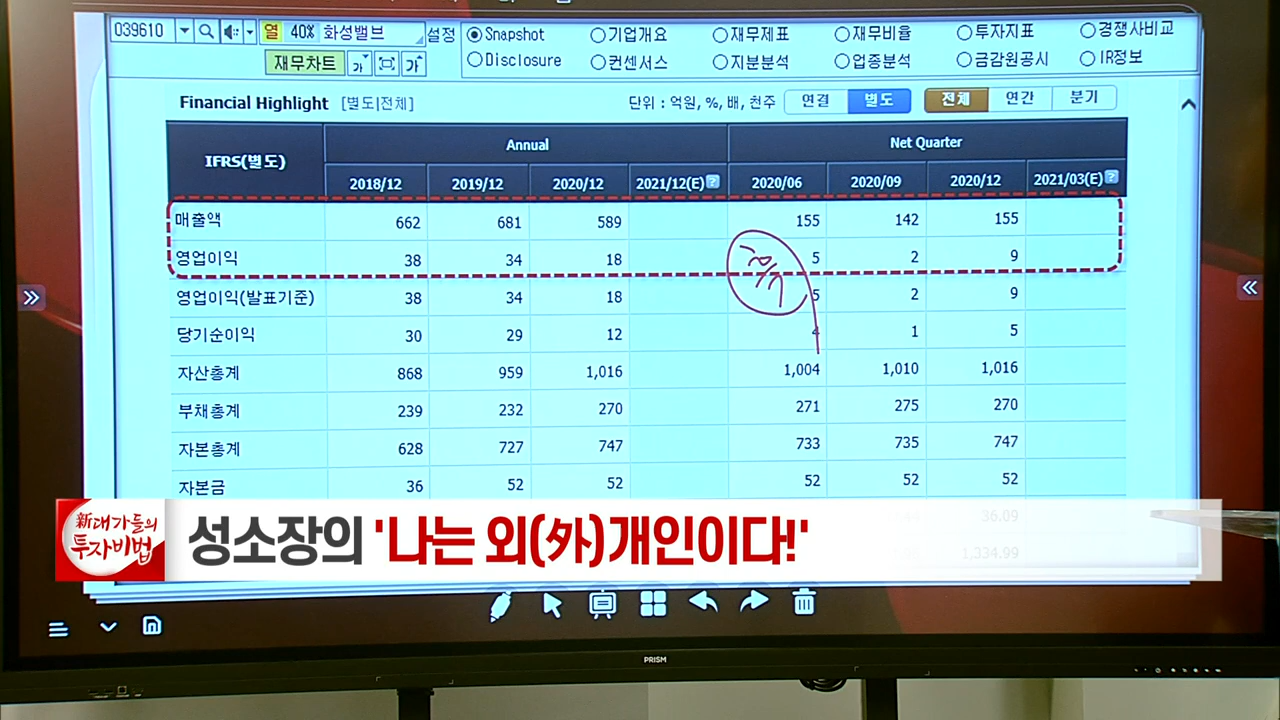 039610 열 40% 화성밸브 설정 Snapshot 기업개요 재무제표 재무비율 투자지표 경쟁사비교
재무차트 가 가 Disclosure 컨센서스 지분분석 업종분석 금감원공시 IR정보
Financial Highlight [별도|전체] 단위 : 억원, %, 배, 천주 연결 별도 전체 연간 분기
IFRS(별도) Annual Net Quarter
2018/12 2019/12 2020/12 2021/12(E) 2020/06 2020/09 2020/12 2021/03(E)
매출액 662 681 589 155 142 155
영업이익 38 34 18 5 2 9
영업이익(발표기준) 38 34 18 5 2 9
당기순이익 30 29 12 4 1 5
자산총계 868 959 1,016 1,004 1,010 1,016
부채총계 239 232 270 271 275 270
자본총계 628 727 747 733 735 747
자본금 36 52 52 52 52 52
36.09
1,334.99
新대가들의
투자비법
성소장의 '나는 외(外)개인이다!'
PRISM